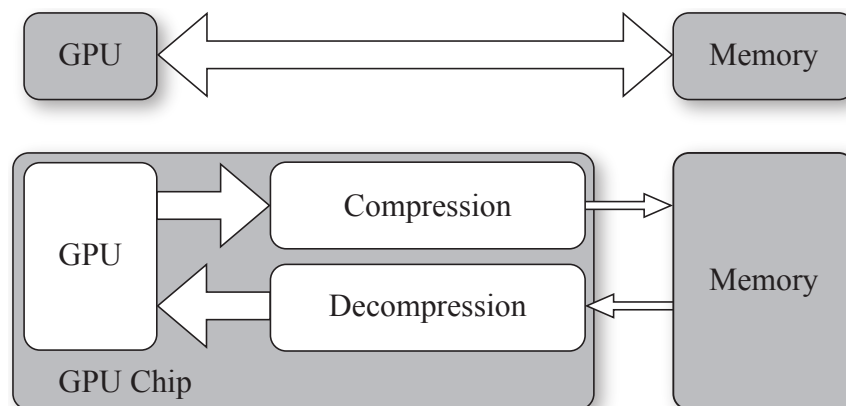 GPU
Memory
Compression
GPU
Decompression
Memory
GPU Chip